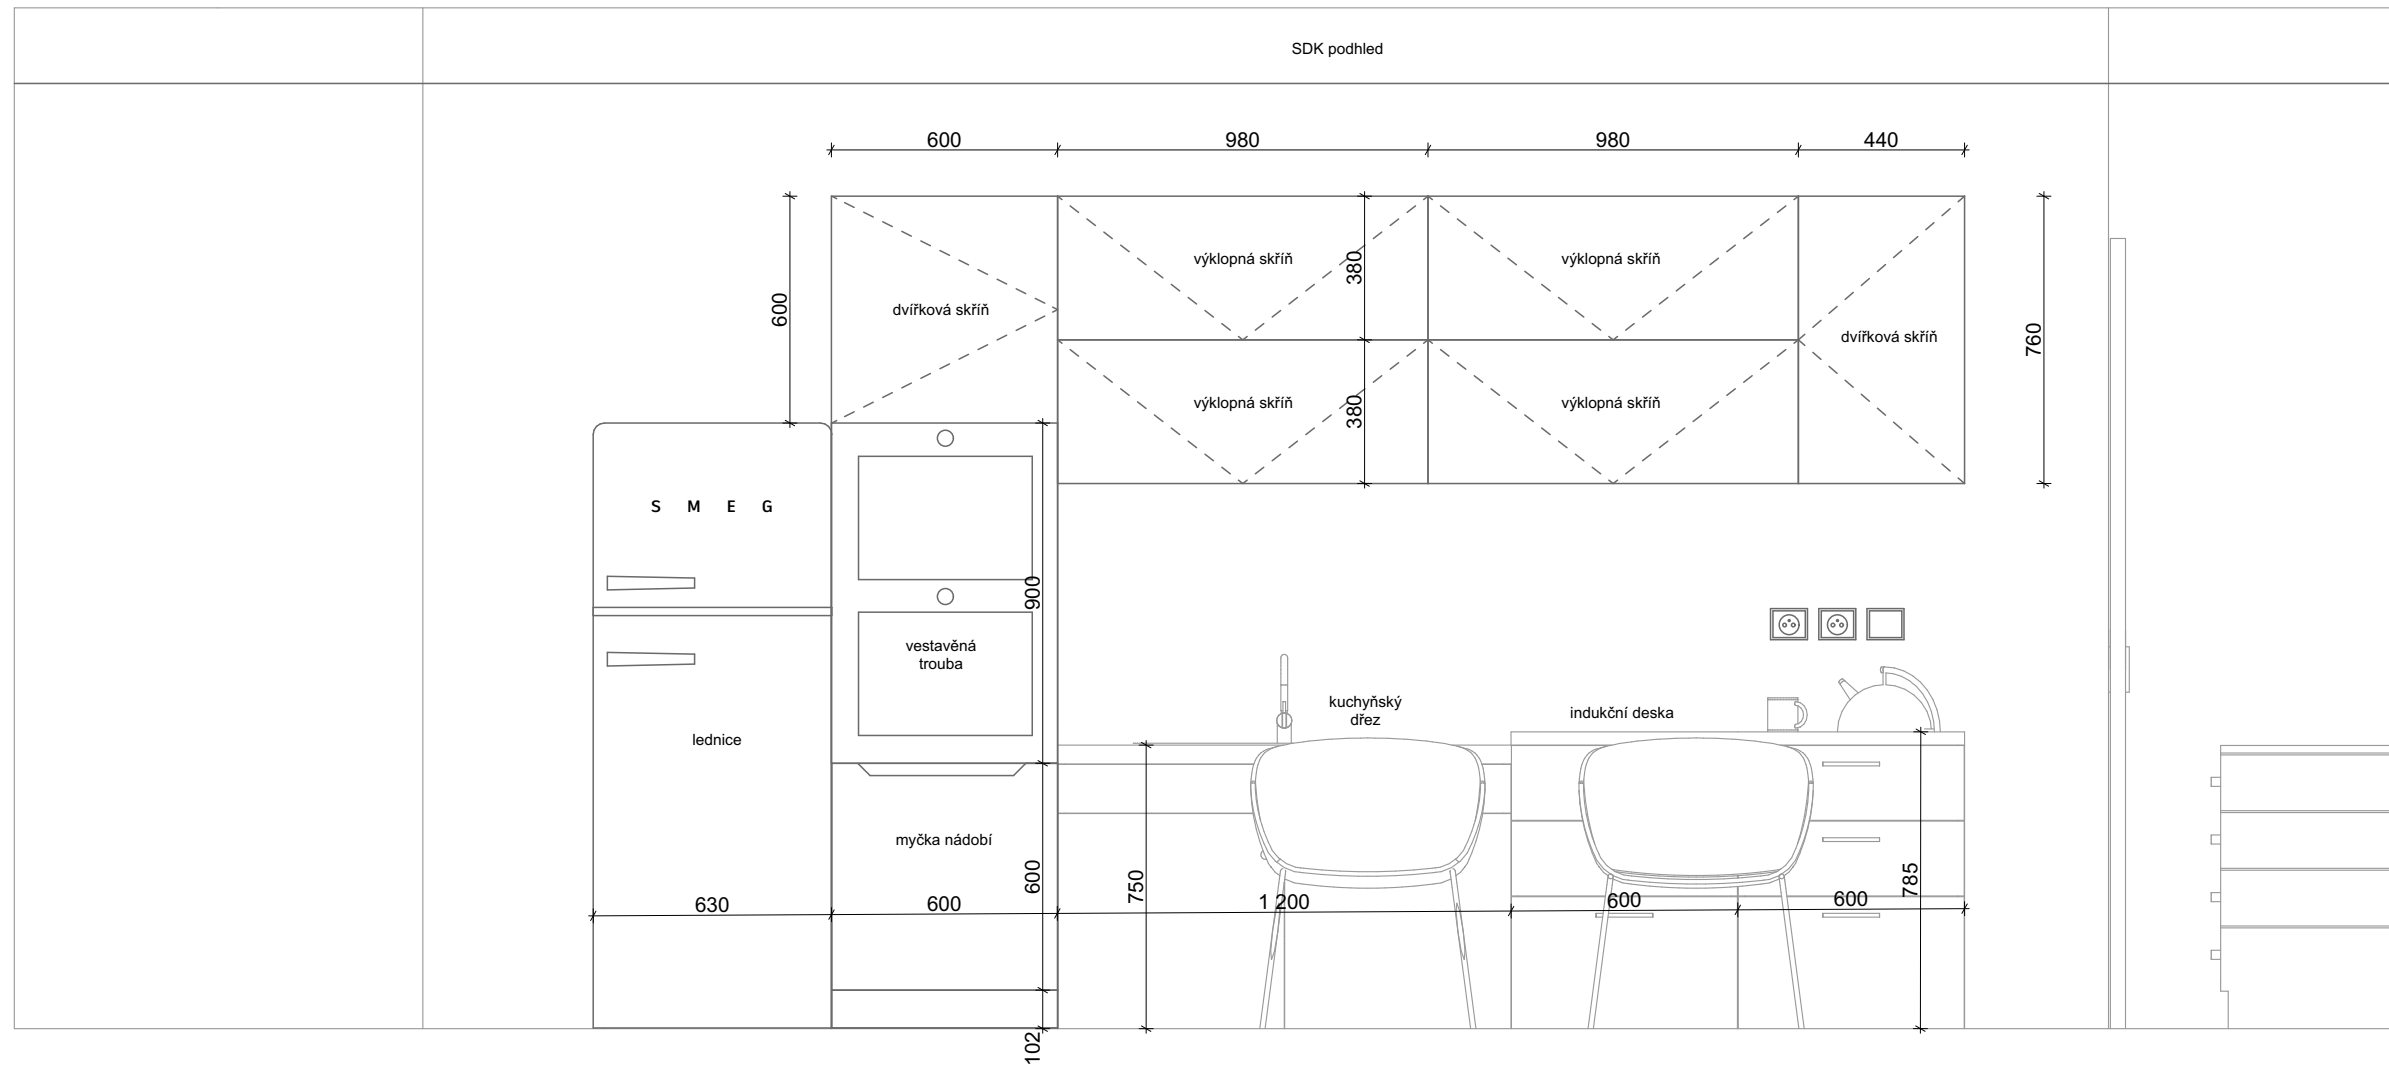 SDK podhled
600
980
980
440
600
výklopná skříň
380
výklopná skříň
dvířková skříň
dvířková skříň
760
výklopná skříň
380
výklopná skříň
S M E G
900
vestavěná
trouba
kuchyňský
dřez
indukční deska
lednice
myčka nádobí
600
750
785
630
600
1 200
600
600
102